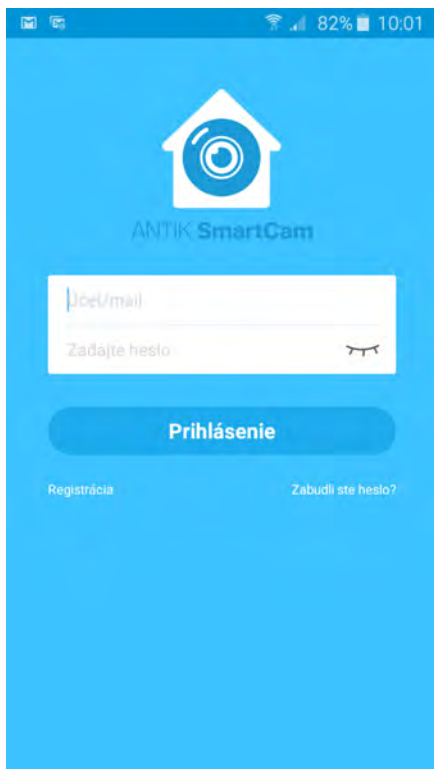 82% 10:01
ANTIK SmartCam
Účet/mail
Zadajte heslo
Prihlásenie
Registrácia
Zabudli ste heslo?